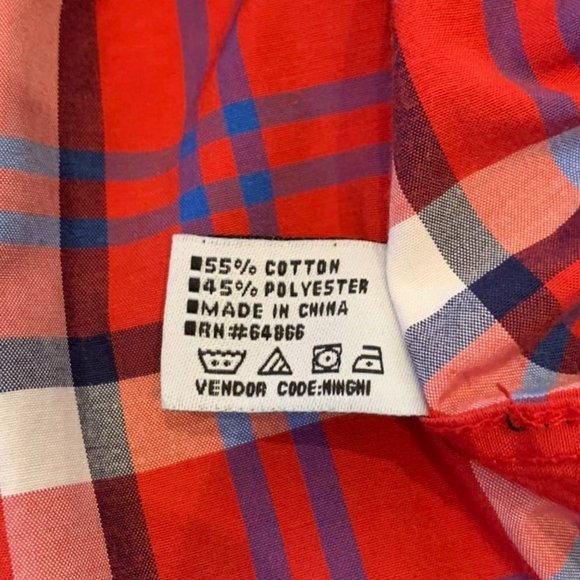 ■55% COTTON
■45% POLYESTER
■MADE IN CHINA
■RN#64866
VENDOR CODE:MINGHI